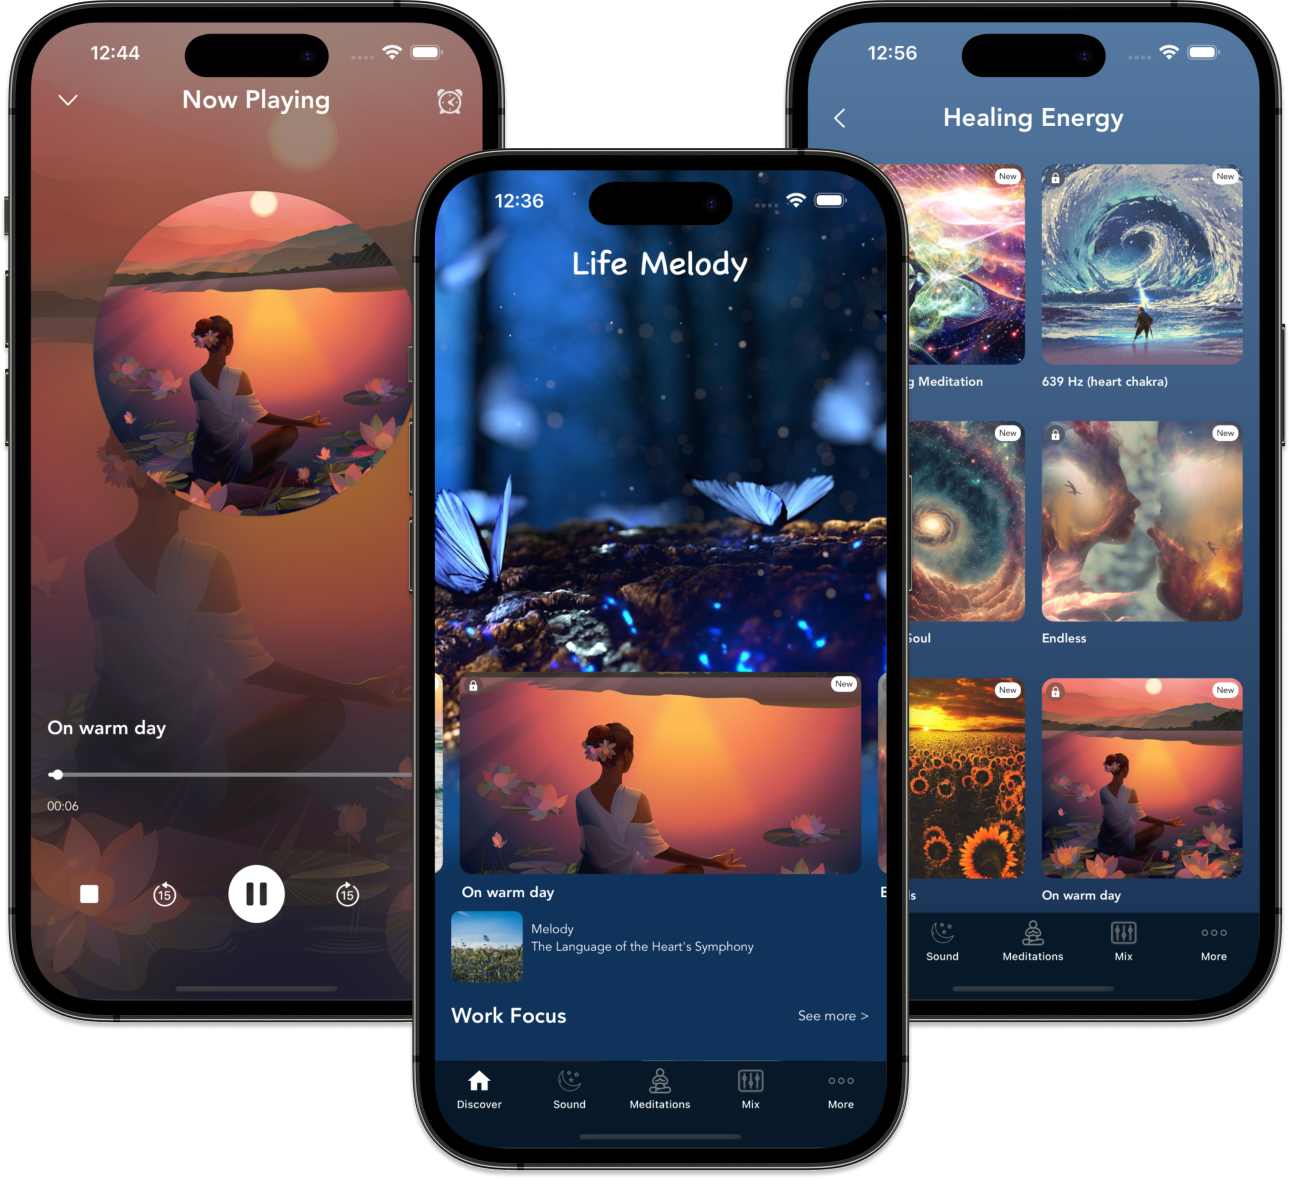 12:44
Now Playing
On warm day
00:06
15
15
12:36
Life Melody
New
On warm day
E
Melody
The Language of the Heart's Symphony
Work Focus
See more >
Discover
Sound
Meditations
Mix
More
12:56
Healing Energy
New
New
g Meditation
639 Hz (heart chakra)
New
New
Soul
Endless
New
New
ls
On warm day
Sound
Meditations
Mix
More